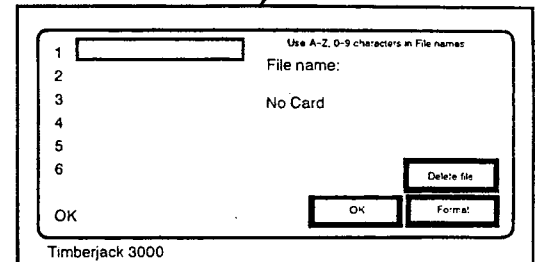 Use A-Z, 0-9 characters in File names
1
File name:
2
3
No Card
4
5
6
Delete file
OK
OK
Format
Timberjack 3000